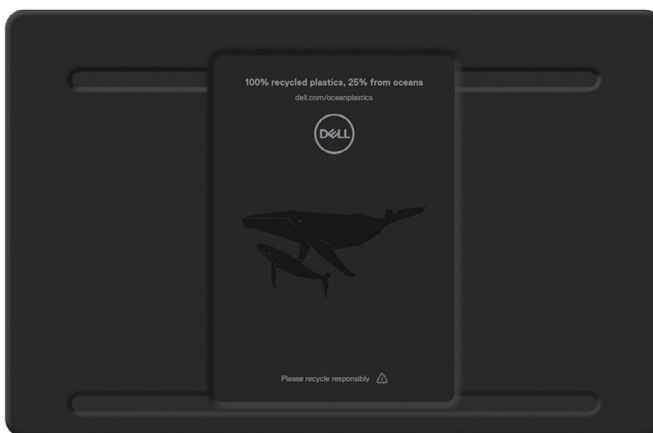 100% recycled plastics, 25% from oceans
dell.com/oceanplastics
DELL
Please recycle responsibly